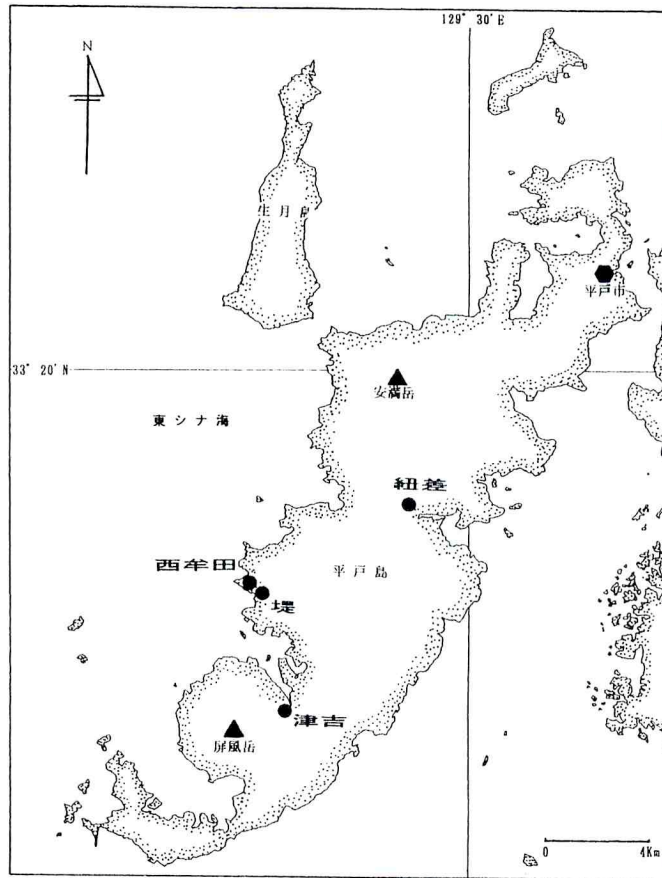 129° 30′E
N
生月島
平戸市
33° 20′N
安満岳
東シナ海
紐差
西牟田
平戸島
堤
津吉
屏風岳
0 4Km